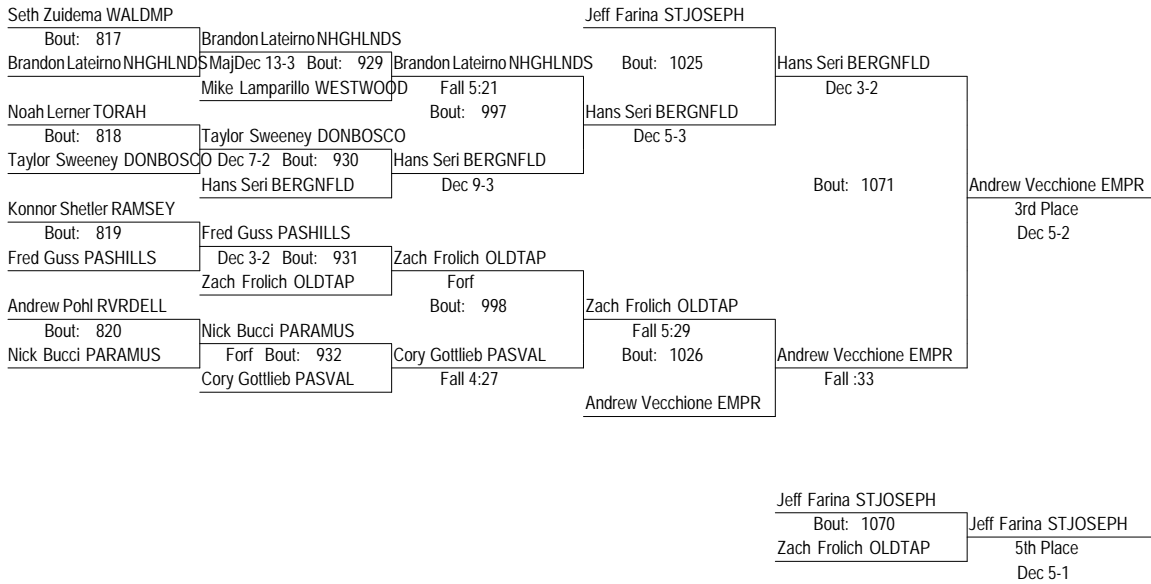 Seth Zuidema WALDMP
Jeff Farina STJOSEPH
Bout: 817
Brandon Lateirno NHGHLNDS
Brandon Lateirno NHGHLNDS MajDec 13-3 Bout: 929 Brandon Lateirno NHGHLNDS Bout: 1025 Hans Seri BERGNFLD
Mike Lamparillo WESTWOOD Fall 5:21 Dec 3-2
Noah Lerner TORAH Bout: 997 Hans Seri BERGNFLD
Bout: 818 Taylor Sweeney DONBOSCO Dec 5-3
Taylor Sweeney DONBOSCO Dec 7-2 Bout: 930 Hans Seri BERGNFLD
Hans Seri BERGNFLD Dec 9-3 Bout: 1071 Andrew Vecchione EMPR
Konnor Shetler RAMSEY 3rd Place
Bout: 819 Fred Guss PASHILLS Dec 5-2
Fred Guss PASHILLS Dec 3-2 Bout: 931 Zach Frolich OLDTAP
Zach Frolich OLDTAP Forf
Andrew Pohl RVRDELL Bout: 998 Zach Frolich OLDTAP
Bout: 820 Nick Bucci PARAMUS Fall 5:29
Nick Bucci PARAMUS Forf Bout: 932 Cory Gottlieb PASVAL Bout: 1026 Andrew Vecchione EMPR
Cory Gottlieb PASVAL Fall 4:27 Fall :33
Andrew Vecchione EMPR
Jeff Farina STJOSEPH
Bout: 1070 Jeff Farina STJOSEPH
Zach Frolich OLDTAP 5th Place
Dec 5-1